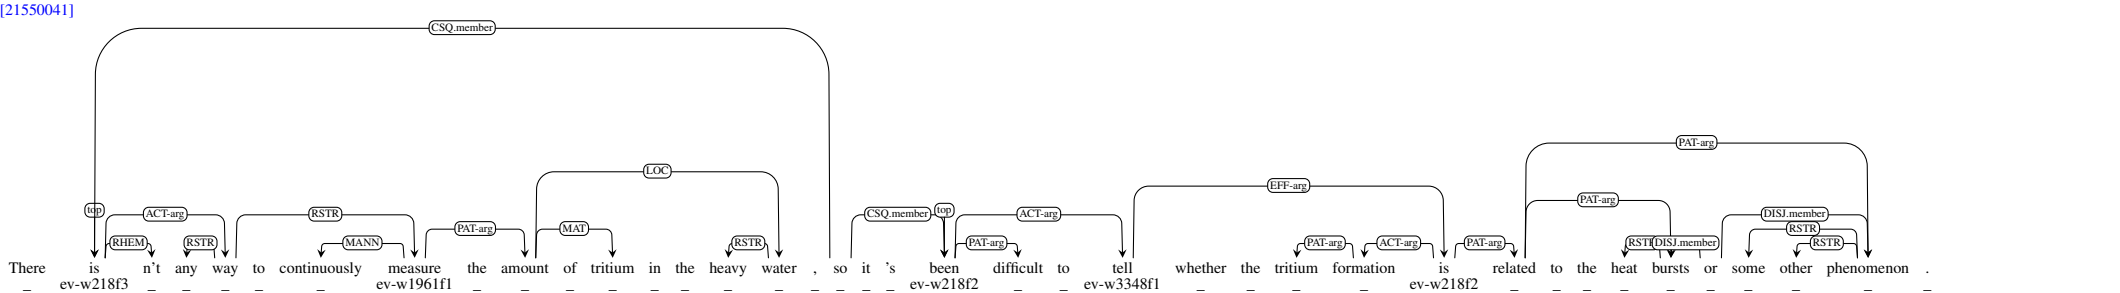 [21550041]
CSQ.member
PAT-arg
LOC
EFF-arg
PAT-arg
top ACT-arg RSTR CSQ.member top ACT-arg DISJ.member
PAT-arg MAT RSTR
RHEM RSTR MANN RSTR PAT-arg PAT-arg ACT-arg PAT-arg DISJ.member RSTR
There is n't any way to continuously measure the amount of tritium in the heavy water , so it 's been difficult to tell whether the tritium formation is related to the heat bursts or some other phenomenon .
_ ev-w218f3 _ _ _ _ _ ev-w1961f1 _ _ _ _ _ _ _ _ _ _ _ _ ev-w218f2 _ _ ev-w3348f1 _ _ _ _ ev-w218f2 _ _ _ _ _ _ _ _ _ _